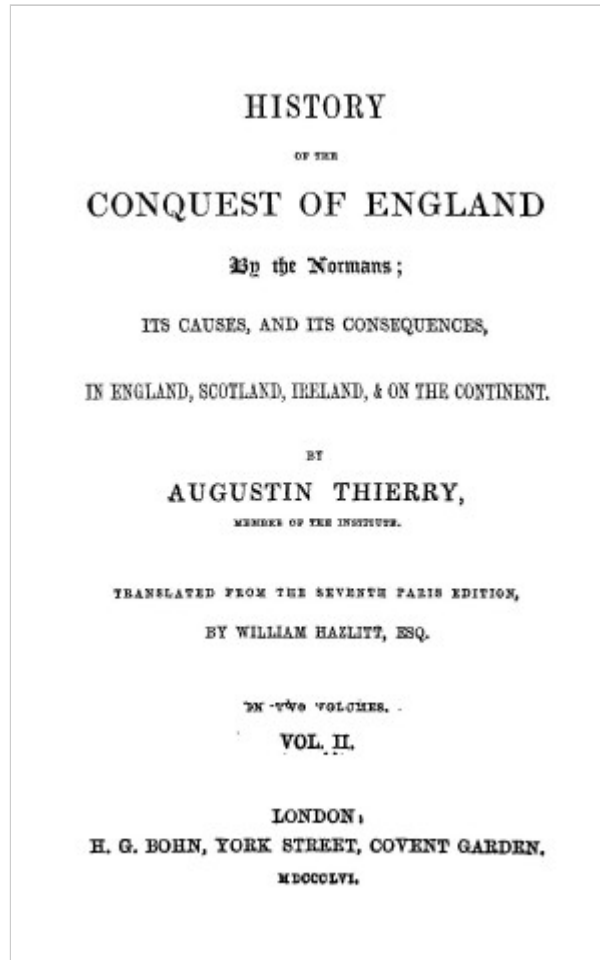 HISTORY
OF THE
CONQUEST OF ENGLAND
By the Normans;
ITS CAUSES, AND ITS CONSEQUENCES,
IN ENGLAND, SCOTLAND, IRELAND, & ON THE CONTINENT.
BY
AUGUSTIN THIERRY,
MEMBER OF THE INSTITUTE.
TRANSLATED FROM THE SEVENTH PARIS EDITION,
BY WILLIAM HAZLITT, ESQ.
IN TWO VOLUMES.
VOL. II.
LONDON:
H. G. BOHN, YORK STREET, COVENT GARDEN.
MDCCCLVI.